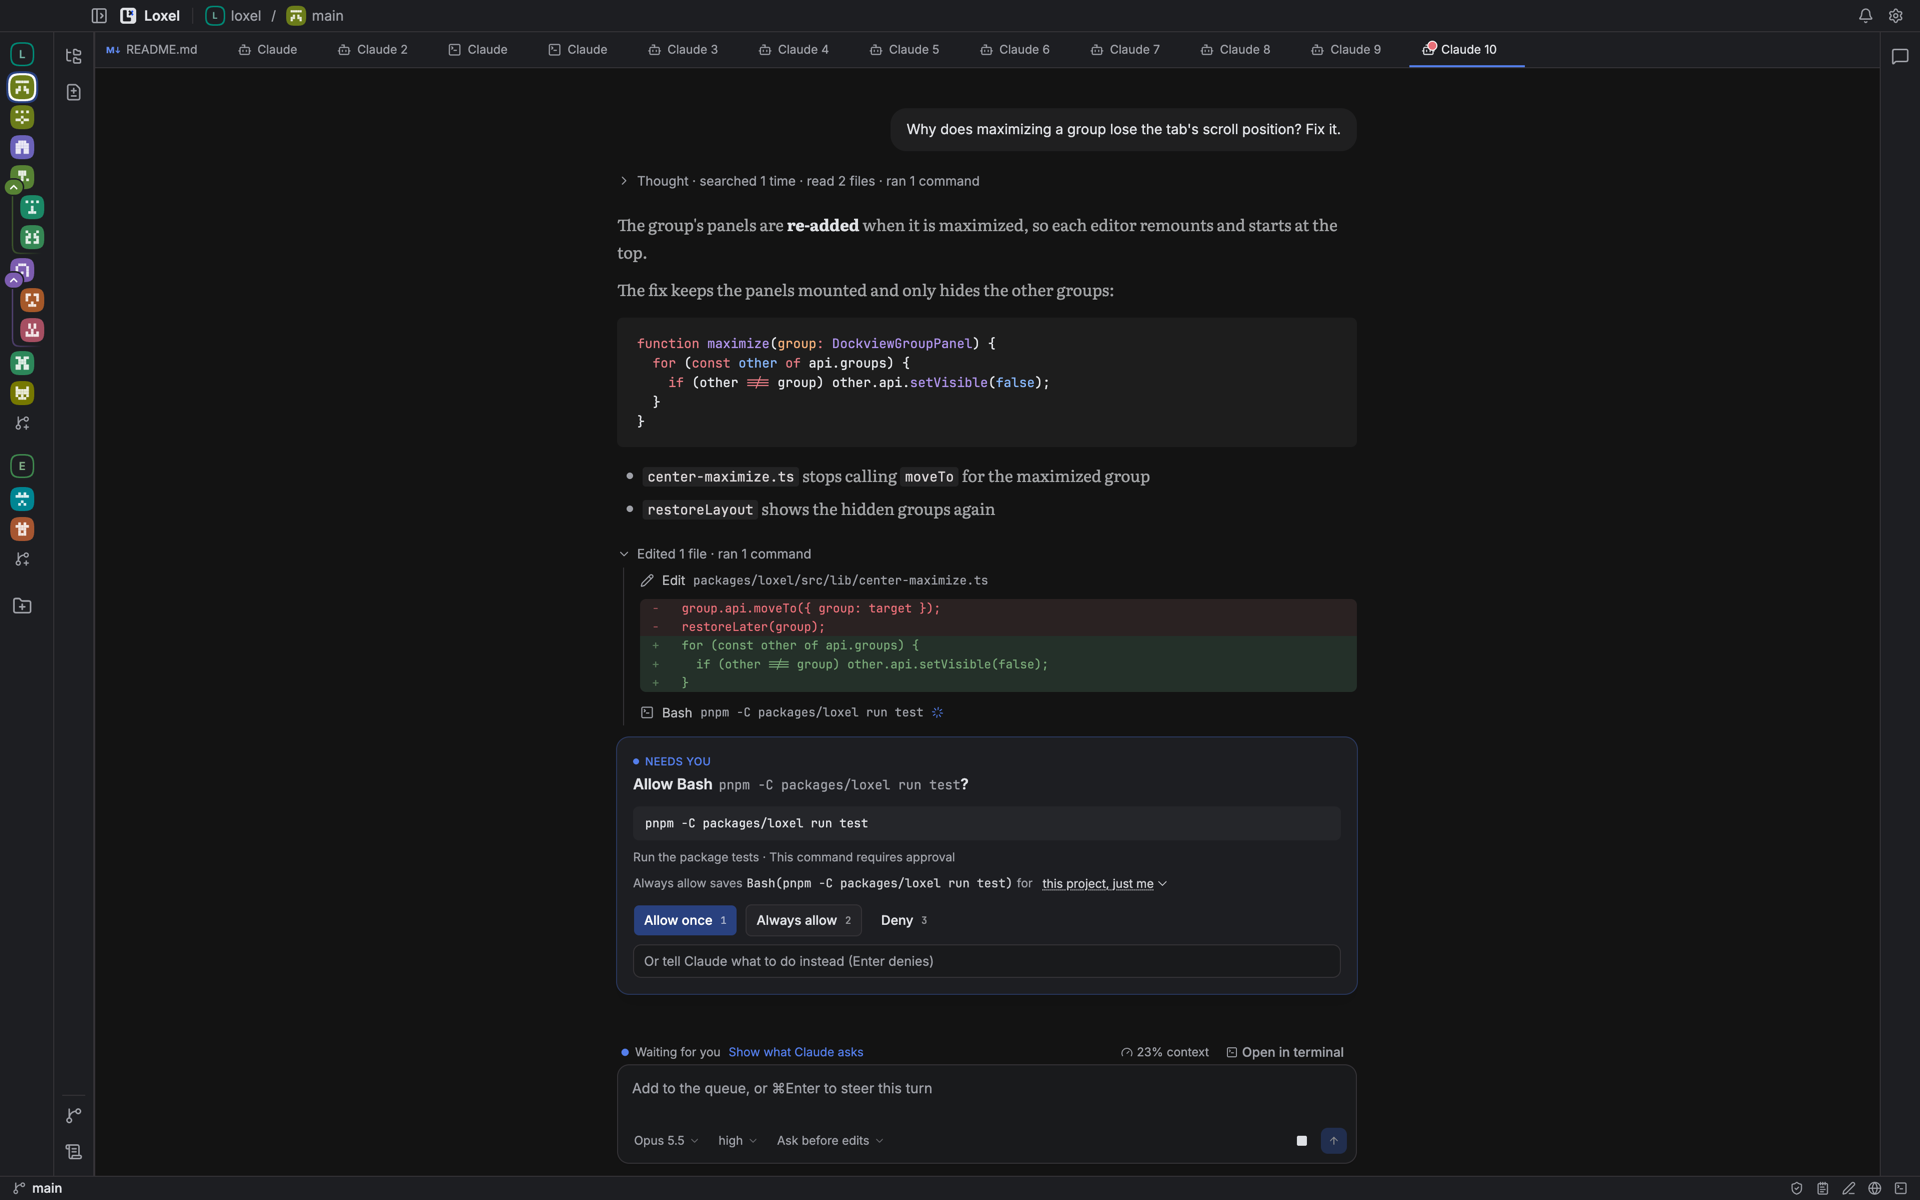 Loxel L loxel / main
L
M↓ README.md Claude Claude 2 Claude Claude Claude 3 Claude 4 Claude 5 Claude 6 Claude 7 Claude 8 Claude 9 Claude 10
Why does maximizing a group lose the tab's scroll position? Fix it.
Thought · searched 1 time · read 2 files · ran 1 command
The group's panels are re-added when it is maximized, so each editor remounts and starts at the
top.
The fix keeps the panels mounted and only hides the other groups:
function maximize(group: DockviewGroupPanel) {
for (const other of api.groups) {
if (other !== group) other.api.setVisible(false);
}
}
E
• center-maximize.ts stops calling moveTo for the maximized group
• restoreLayout shows the hidden groups again
Edited 1 file · ran 1 command
Edit packages/loxel/src/lib/center-maximize.ts
- group.api.moveTo({ group: target });
- restoreLater(group);
+ for (const other of api.groups) {
+ if (other !== group) other.api.setVisible(false);
+ }
Bash pnpm -C packages/loxel run test
NEEDS YOU
Allow Bash pnpm -C packages/loxel run test?
pnpm -C packages/loxel run test
Run the package tests · This command requires approval
Always allow saves Bash(pnpm -C packages/loxel run test) for this project, just me
Allow once 1 Always allow 2 Deny 3
Or tell Claude what to do instead (Enter denies)
Waiting for you Show what Claude asks 23% context Open in terminal
Add to the queue, or ⌘Enter to steer this turn
Opus 5.5 high Ask before edits
main